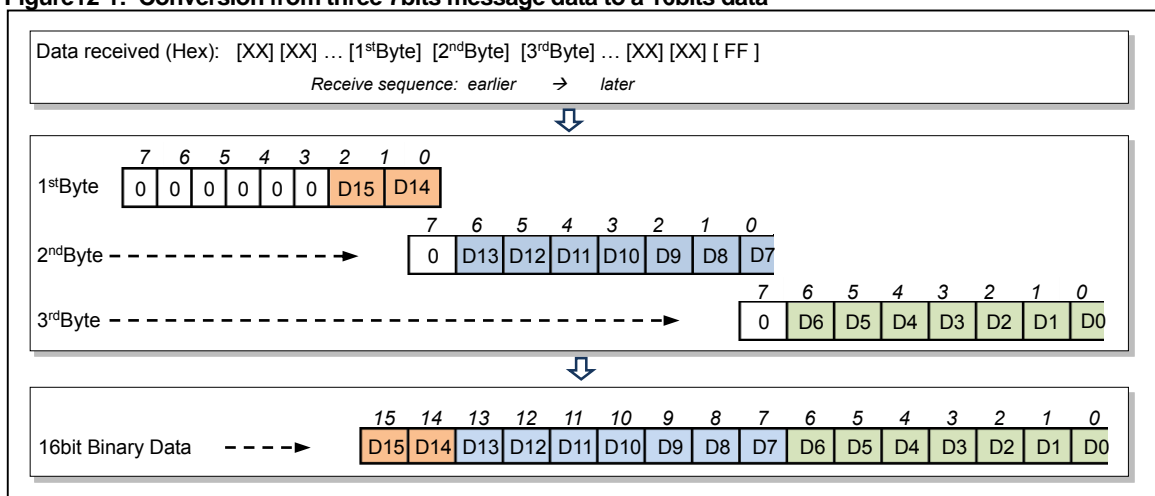 Figure12-1: Conversion from three 7bits message data to a 16bits data
Data received (Hex): [XX] [XX] … [1stByte] [2ndByte] [3rdByte] … [XX] [XX] [ FF ]
Receive sequence: earlier → later
7 6 5 4 3 2 1 0
1stByte 0 0 0 0 0 0 D15 D14
7 6 5 4 3 2 1 0
2ndByte 0 D13 D12 D11 D10 D9 D8 D7
7 6 5 4 3 2 1 0
3rdByte 0 D6 D5 D4 D3 D2 D1 D0
15 14 13 12 11 10 9 8 7 6 5 4 3 2 1 0
16bit Binary Data D15 D14 D13 D12 D11 D10 D9 D8 D7 D6 D5 D4 D3 D2 D1 D0